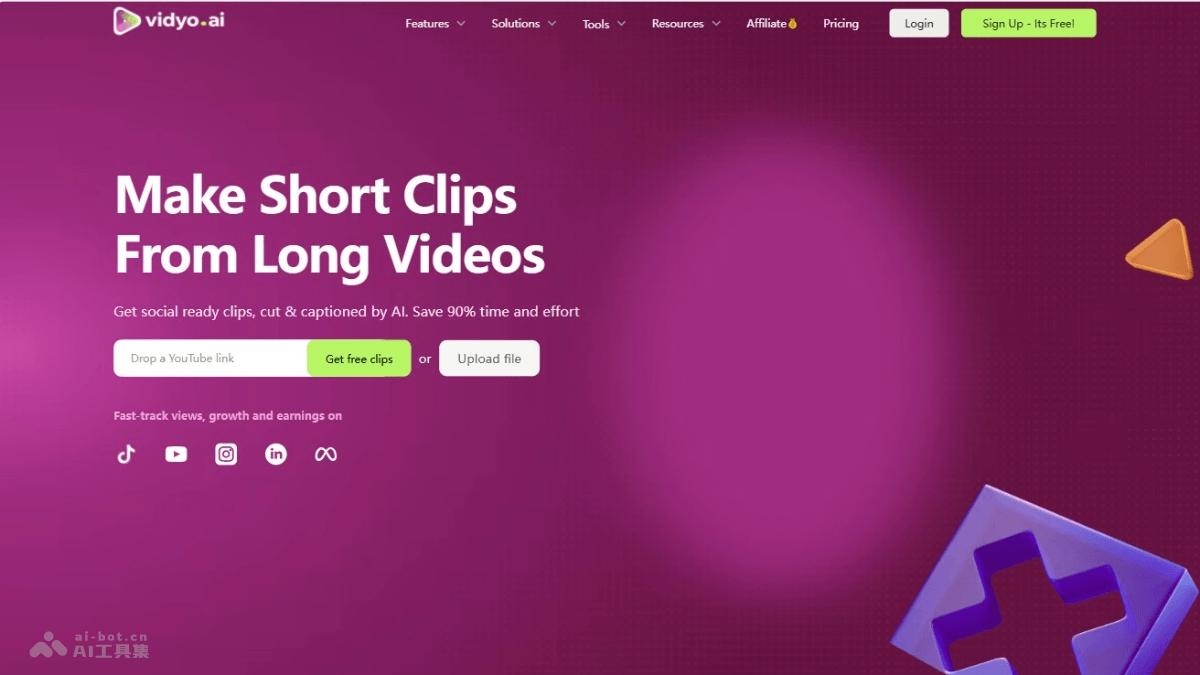 vidyo.ai
Features Solutions Tools Resources Affiliate Pricing Login Sign Up - Its Free!
Make Short Clips
From Long Videos
Get social ready clips, cut & captioned by AI. Save 90% time and effort
Drop a YouTube link Get free clips or Upload file
Fast-track views, growth and earnings on
in
ai-bot.cn
AI工具集